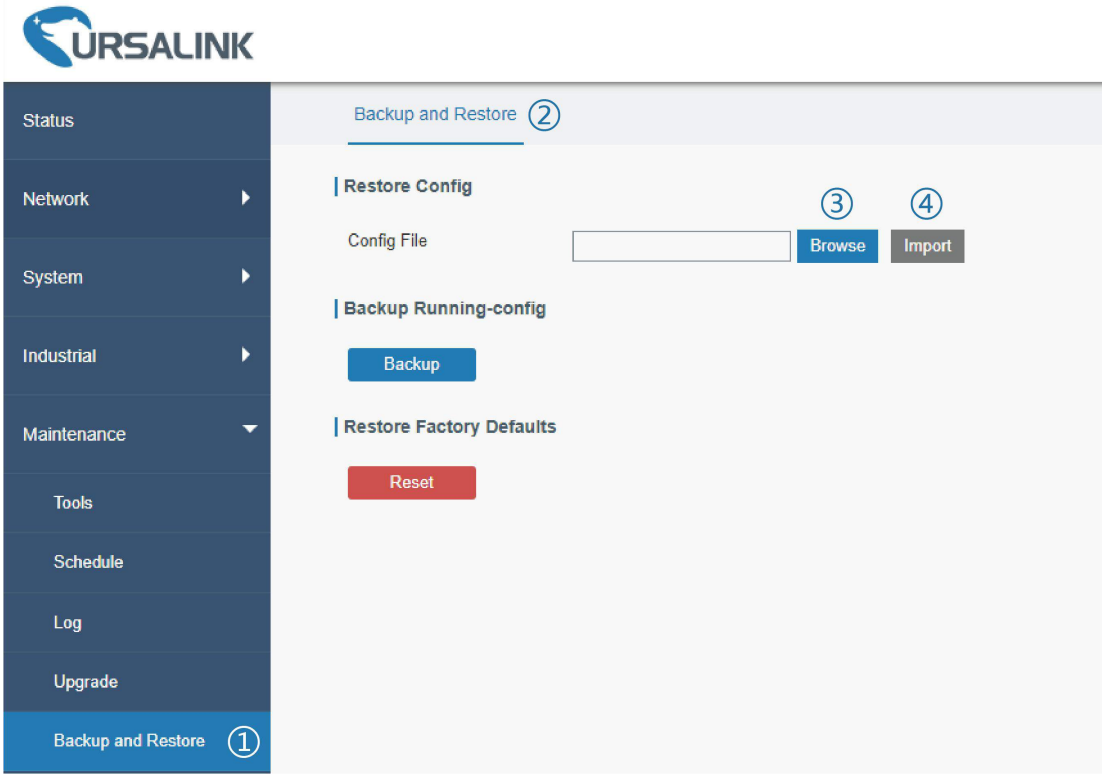 URSALINK
Status
Network
System
Industrial
Maintenance
Tools
Schedule
Log
Upgrade
Backup and Restore ①
Backup and Restore ②
Restore Config
③ ④
Config File Browse Import
Backup Running-config
Backup
Restore Factory Defaults
Reset